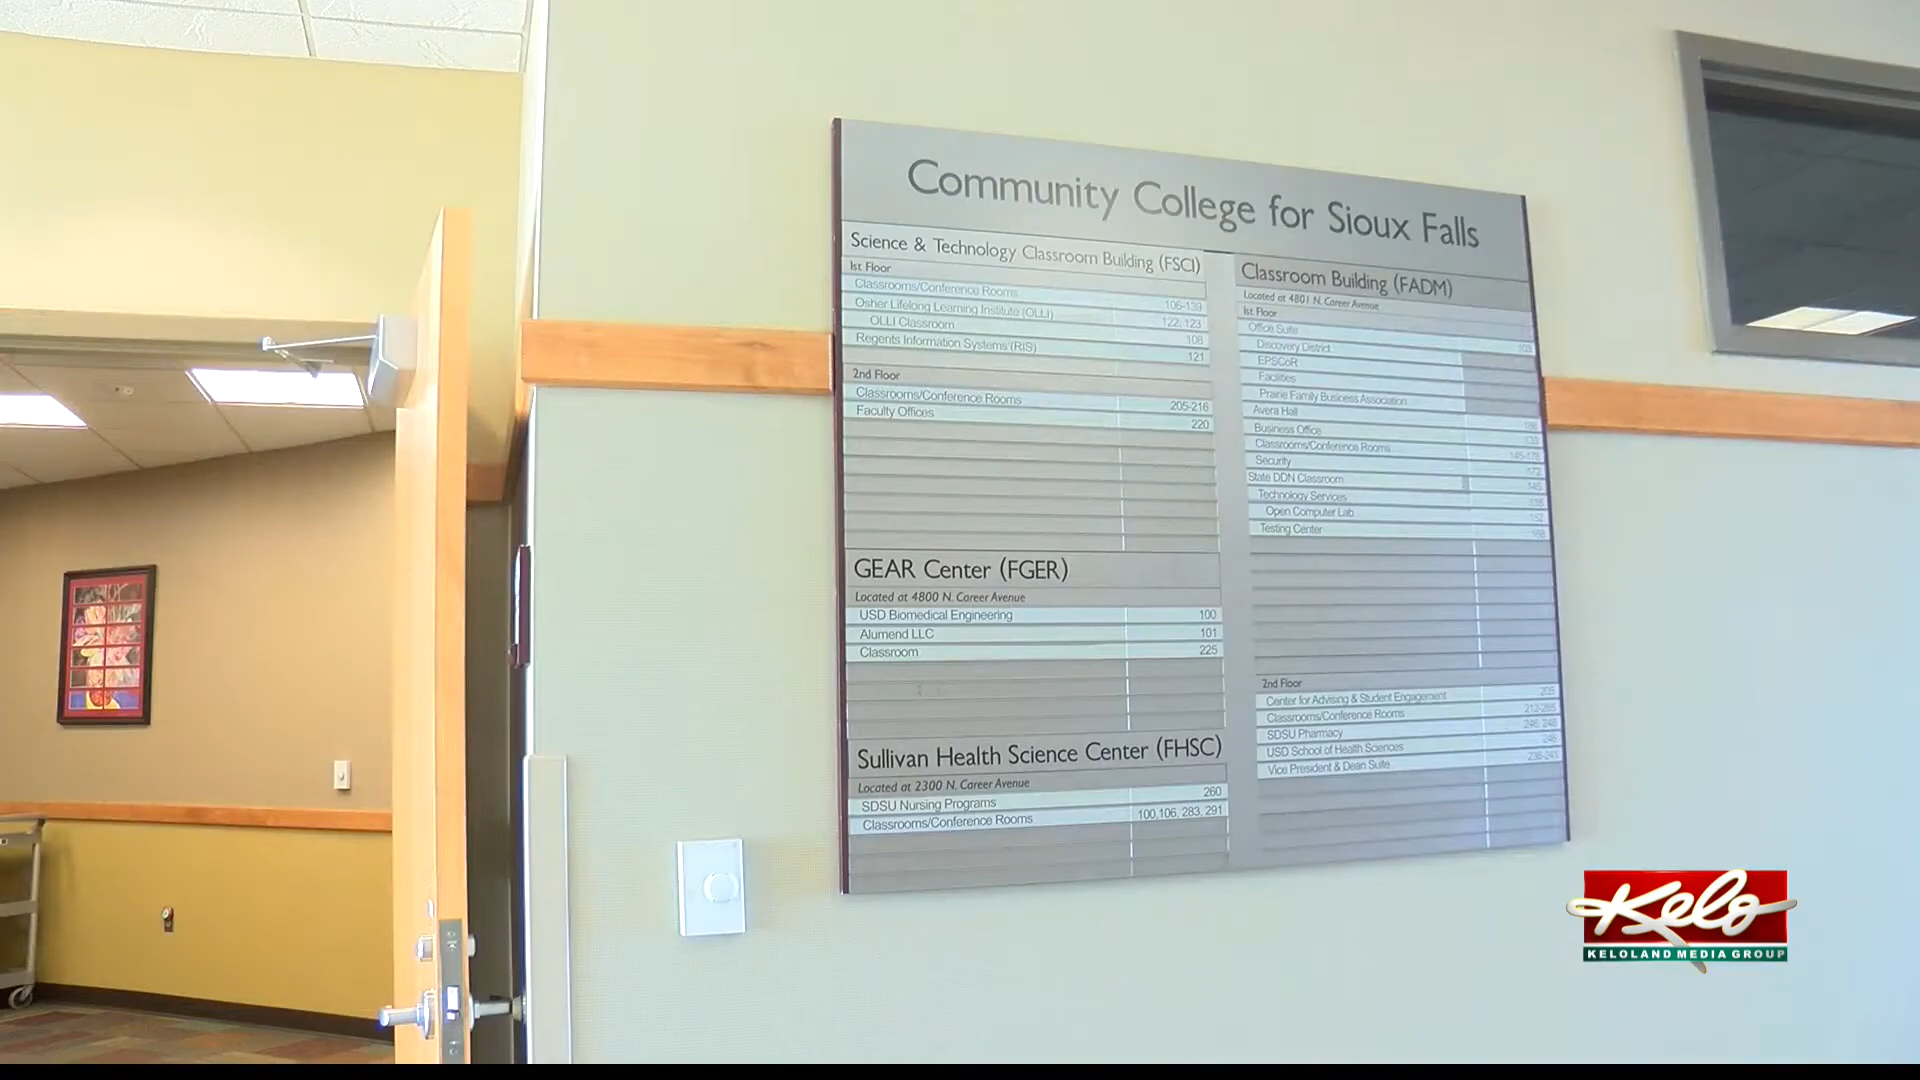 Community College for Sioux Falls
Science & Technology Classroom Building (FSCI)
1st Floor
Classrooms/Conference Rooms 106-139
Osher Lifelong Learning Institute (OLLI) 122, 123
OLLI Classroom 108
Regents Information Systems (RIS) 121
2nd Floor
Classrooms/Conference Rooms 205-216
Faculty Offices 220
GEAR Center (FGER)
Located at 4800 N. Career Avenue
USD Biomedical Engineering 100
Alumend LLC 101
Classroom 225
Sullivan Health Science Center (FHSC)
Located at 2300 N. Career Avenue
SDSU Nursing Programs 260
Classrooms/Conference Rooms 100,106, 283, 291
Classroom Building (FADM)
Located at 4801 N. Career Avenue
1st Floor
Office Suite
Discovery District
EPSCoR
Facilities
Prairie Family Business Association
Avera Hall
Business Office
Classrooms/Conference Rooms
Security
State DDN Classroom
Technology Services
Open Computer Lab
Testing Center
2nd Floor
Center for Advising & Student Engagement 205
Classrooms/Conference Rooms
SDSU Pharmacy
USD School of Health Sciences
Vice President & Dean Suite
Kelo
KELOLAND MEDIA GROUP